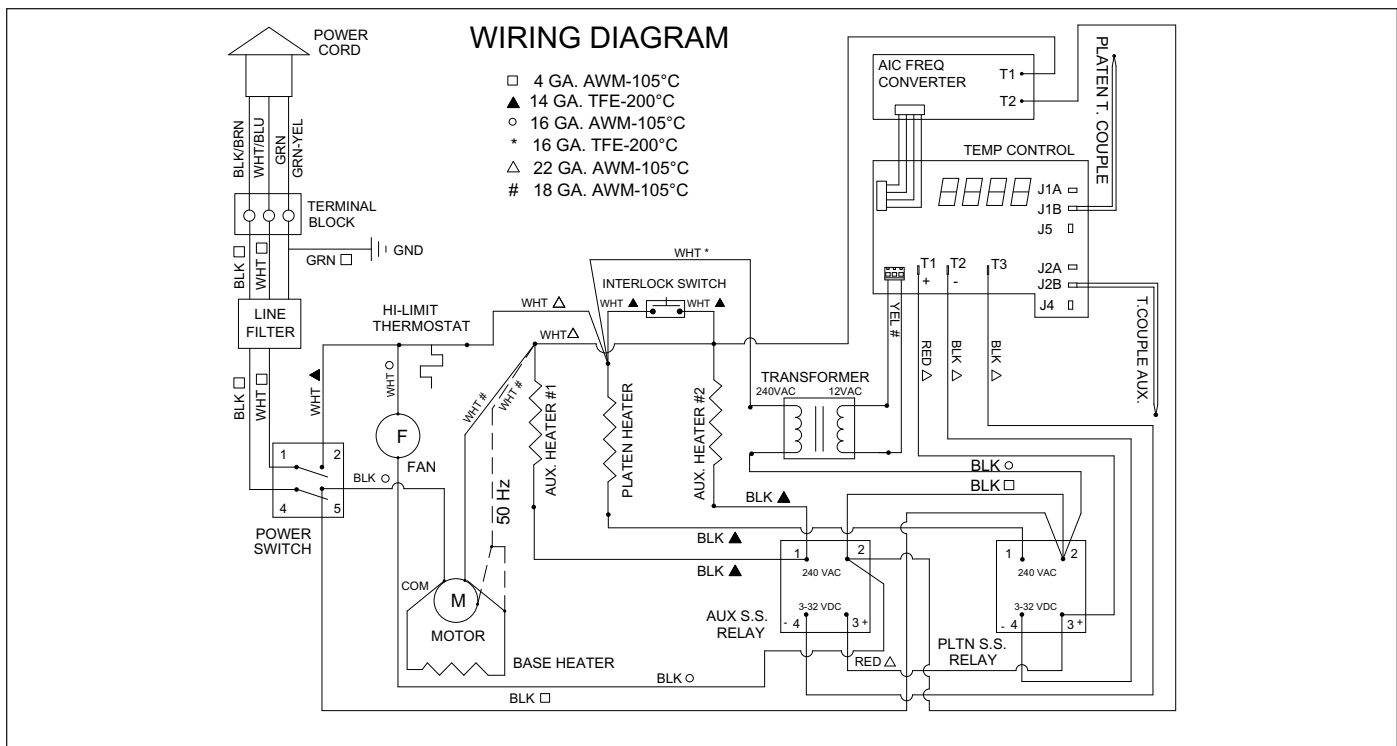 WIRING DIAGRAM
POWER
CORD
□ 4 GA. AWM-105°C
▲ 14 GA. TFE-200°C
○ 16 GA. AWM-105°C
* 16 GA. TFE-200°C
△ 22 GA. AWM-105°C
# 18 GA. AWM-105°C
BLK/BRN
WHT/BLU
GRN
GRN-YEL
TERMINAL
BLOCK
BLK □
WHT □
GRN □
GND
LINE
FILTER
BLK □
WHT □
WHT ▲
HI-LIMIT
THERMOSTAT
WHT ○
F
FAN
1
2
4
5
POWER
SWITCH
BLK ○
COM
M
MOTOR
BASE HEATER
WHT #
WHT #
50 Hz
WHT △
WHT△
WHT *
INTERLOCK SWITCH
WHT ▲
WHT ▲
AUX. HEATER #1
PLATEN HEATER
AUX. HEATER #2
TRANSFORMER
240VAC
12VAC
AIC FREQ
CONVERTER
T1
T2
PLATEN T. COUPLE
TEMP CONTROL
8888
J1A
J1B
J5
J2A
J2B
J4
T1
+
T2
-
T3
YEL #
RED △
BLK △
BLK △
T.COUPLE AUX.
BLK ○
BLK □
BLK ▲
BLK ▲
BLK ▲
1
2
240 VAC
3-32 VDC
- 4
3 +
AUX S.S.
RELAY
1
2
240 VAC
3-32 VDC
- 4
3 +
PLTN S.S.
RELAY
RED △
BLK ○
BLK □